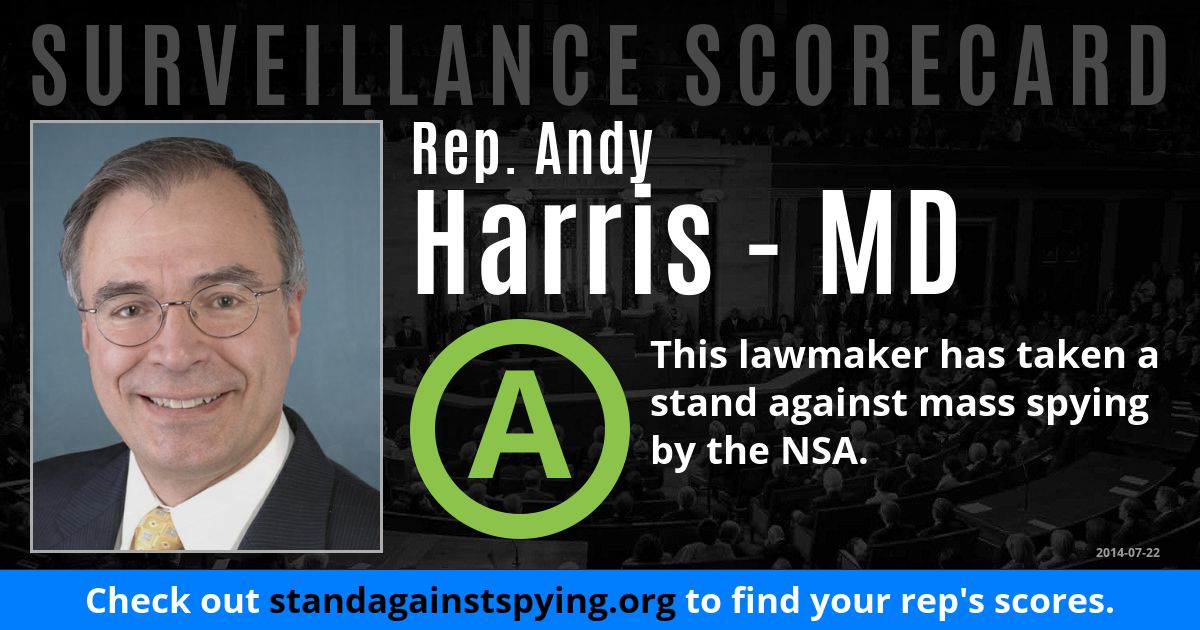 SURVEILLANCE SCORECARD
Rep. Andy
Harris - MD
A
This lawmaker has taken a
stand against mass spying
by the NSA.
2014-07-22
Check out standagainstspying.org to find your rep's scores.